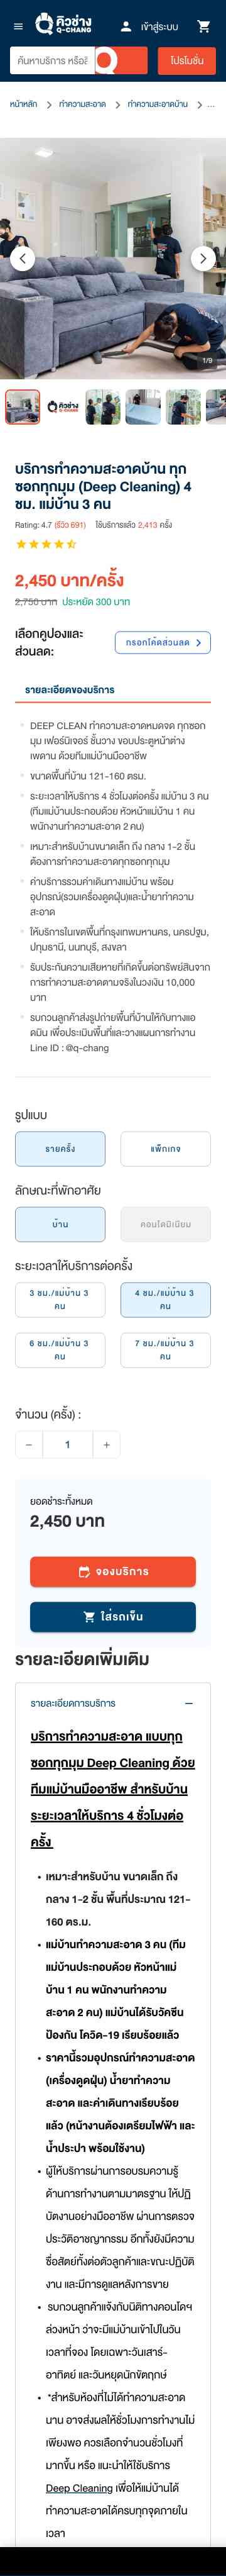 คิวช่าง
Q-CHANG
เข้าสู่ระบบ
ค้นหาบริการ หรือสิ
โปรโมชั่น
หน้าหลัก
ทำความสะอาด
ทำความสะอาดบ้าน
...
1/9
คิวช่าง
Q-CHANG
บริการทำความสะอาดบ้าน ทุก
ซอกทุกมุม (Deep Cleaning) 4
ชม. แม่บ้าน 3 คน
Rating: 4.7 (รีวิว 691) ใช้บริการแล้ว 2,413 ครั้ง
2,450 บาท/ครั้ง
2,750 บาท ประหยัด 300 บาท
เลือกคูปองและ
ส่วนลด:
กรอกโค้ดส่วนลด
รายละเอียดของบริการ
DEEP CLEAN ทำความสะอาดหมดจด ทุกซอก
มุม เฟอร์นิเจอร์ ชั้นวาง ขอบประตูหน้าต่าง
เพดาน ด้วยทีมแม่บ้านมืออาชีพ
ขนาดพื้นที่บ้าน 121-160 ตรม.
ระยะเวลาให้บริการ 4 ชั่วโมงต่อครั้ง แม่บ้าน 3 คน
(ทีมแม่บ้านประกอบด้วย หัวหน้าแม่บ้าน 1 คน
พนักงานทำความสะอาด 2 คน)
เหมาะสำหรับบ้านขนาดเล็ก ถึง กลาง 1-2 ชั้น
ต้องการทำความสะอาดทุกซอกทุกมุม
ค่าบริการรวมค่าเดินทางแม่บ้าน พร้อม
อุปกรณ์(รวมเครื่องดูดฝุ่น)และน้ำยาทำความ
สะอาด
ให้บริการในเขตพื้นที่กรุงเทพมหานคร, นครปฐม,
ปทุมธานี, นนทบุรี, สงขลา
รับประกันความเสียหายที่เกิดขึ้นต่อทรัพย์สินจาก
การทำความสะอาดตามจริงในวงเงิน 10,000
บาท
รบกวนลูกค้าส่งรูปถ่ายพื้นที่บ้านให้กับทางแอ
ดมิน เพื่อประเมินพื้นที่และวางแผนการทำงาน
Line ID : @q-chang
รูปแบบ
รายครั้ง
แพ็กเกจ
ลักษณะที่พักอาศัย
บ้าน
คอนโดมิเนียม
ระยะเวลาให้บริการต่อครั้ง
3 ชม./แม่บ้าน 3
คน
4 ชม./แม่บ้าน 3
คน
6 ชม./แม่บ้าน 3
คน
7 ชม./แม่บ้าน 3
คน
จำนวน (ครั้ง) :
− 1 +
ยอดชำระทั้งหมด
2,450 บาท
จองบริการ
ใส่รถเข็น
รายละเอียดเพิ่มเติม
รายละเอียดการบริการ
บริการทำความสะอาด แบบทุก
ซอกทุกมุม Deep Cleaning ด้วย
ทีมแม่บ้านมืออาชีพ สำหรับบ้าน
ระยะเวลาให้บริการ 4 ชั่วโมงต่อ
ครั้ง
• เหมาะสำหรับบ้าน ขนาดเล็ก ถึง
กลาง 1-2 ชั้น พื้นที่ประมาณ 121-
160 ตร.ม.
• แม่บ้านทำความสะอาด 3 คน (ทีม
แม่บ้านประกอบด้วย หัวหน้าแม่
บ้าน 1 คน พนักงานทำความ
สะอาด 2 คน) แม่บ้านได้รับวัคซีน
ป้องกัน โควิด-19 เรียบร้อยแล้ว
• ราคานี้รวมอุปกรณ์ทำความสะอาด
(เครื่องดูดฝุ่น) น้ำยาทำความ
สะอาด และค่าเดินทางเรียบร้อย
แล้ว (หน้างานต้องเตรียมไฟฟ้า และ
น้ำประปา พร้อมใช้งาน)
• ผู้ให้บริการผ่านการอบรมความรู้
ด้านการทำงานตามมาตรฐาน ให้ปฏิ
บัตงานอย่างมืออาชีพ ผ่านการตรวจ
ประวัติอาชญากรรม อีกทั้งยังมีความ
ซื่อสัตย์ทั้งต่อตัวลูกค้าและขณะปฏิบัติ
งาน และมีการดูแลหลังการขาย
• รบกวนลูกค้าแจ้งกับนิติทางคอนโดฯ
ล่วงหน้า ว่าจะมีแม่บ้านเข้าไปในวัน
เวลาที่จอง โดยเฉพาะวันเสาร์-
อาทิตย์ และวันหยุดนักขัตฤกษ์
• *สำหรับห้องที่ไม่ได้ทำความสะอาด
นาน อาจส่งผลให้ชั่วโมงการทำงานไม่
เพียงพอ ควรเลือกจำนวนชั่วโมงที่
มากขึ้น หรือ แนะนำให้ใช้บริการ
Deep Cleaning เพื่อให้แม่บ้านได้
ทำความสะอาดได้ครบทุกจุดภายใน
เวลา